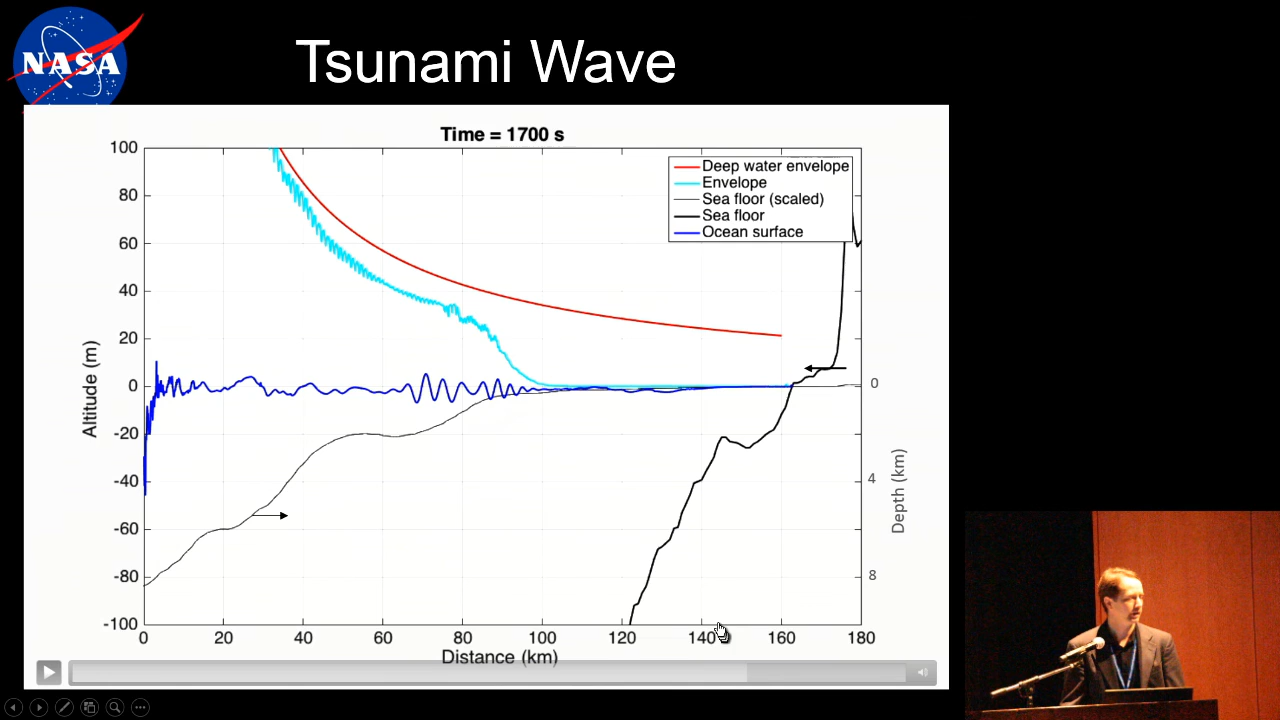 NASA
Tsunami Wave
Time = 1700 s
Deep water envelope
Envelope
Sea floor (scaled)
Sea floor
Ocean surface
Altitude (m)
100
80
60
40
20
0
-20
-40
-60
-80
-100
0
4
8
Depth (km)
0 20 40 60 80 100 120 140 160 180
Distance (km)